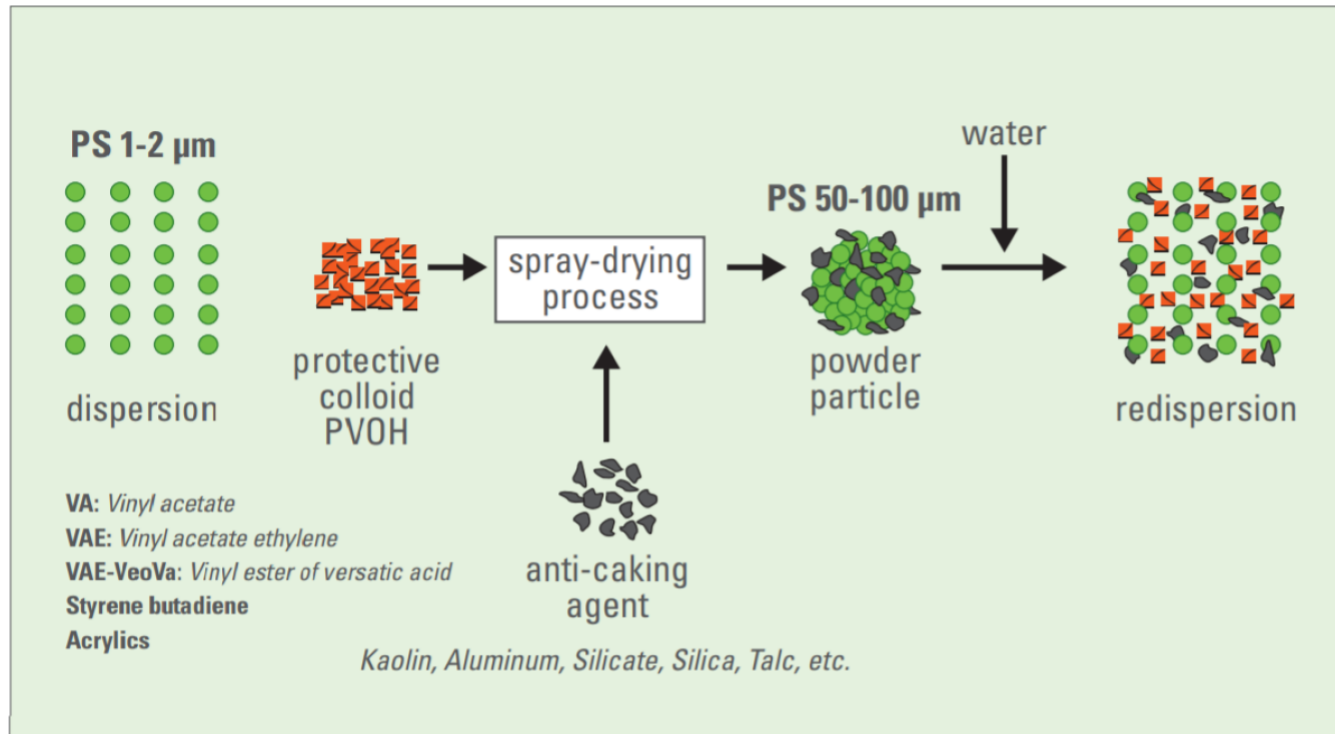 PS 1-2 µm
dispersion
protective
colloid
PVOH
spray-drying
process
anti-caking
agent
PS 50-100 µm
powder
particle
water
redispersion
VA: Vinyl acetate
VAE: Vinyl acetate ethylene
VAE-VeoVa: Vinyl ester of versatic acid
Styrene butadiene
Acrylics
Kaolin, Aluminum, Silicate, Silica, Talc, etc.